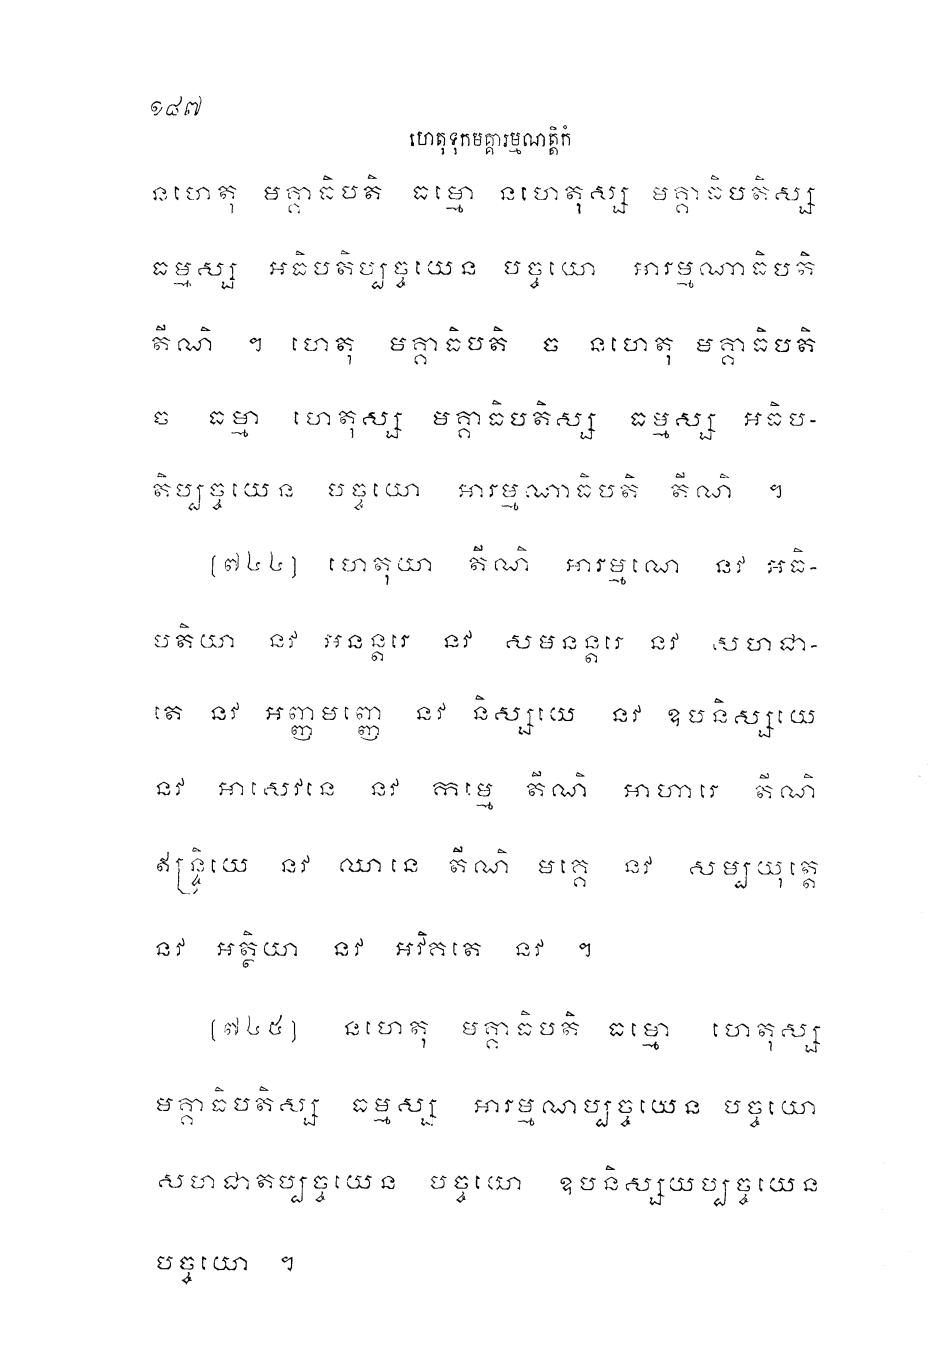 ១៨៧
ហេតុទុកមគ្គារម្មណត្តិកំ
នហេតុ មគ្គាធិបតិ ធម្មោ នហេតុស្ស មគ្គាធិបតិស្ស
ធម្មស្ស អធិបតិប្បច្ចយេន បច្ចយោ អារម្មណាធិបតិ
តីណិ ។ ហេតុ មគ្គាធិបតិ ច នហេតុ មគ្គាធិបតិ
ច ធម្មា ហេតុស្ស មគ្គាធិបតិស្ស ធម្មស្ស អធិប-
តិប្បច្ចយេន បច្ចយោ អារម្មណាធិបតិ តីណិ ។
[៧៤៤] ហេតុយា តីណិ អារម្មណេ នវ អធិ-
បតិយា នវ អនន្តរេ នវ សមនន្តរេ នវ សហជា-
តេ នវ អញ្ញមញ្ញេ នវ និស្សយេ នវ ឧបនិស្សយេ
នវ អាសេវនេ នវ កម្មេ តីណិ អាហារេ តីណិ
ឥន្ទ្រិយេ នវ ឈានេ តីណិ មគ្គេ នវ សម្បយុត្តេ
នវ អត្ថិយា នវ អវិគតេ នវ ។
[៧៤៥] នហេតុ មគ្គាធិបតិ ធម្មោ ហេតុស្ស
មគ្គាធិបតិស្ស ធម្មស្ស អារម្មណប្បច្ចយេន បច្ចយោ
សហជាតប្បច្ចយេន បច្ចយោ ឧបនិស្សយប្បច្ចយេន
បច្ចយោ ។